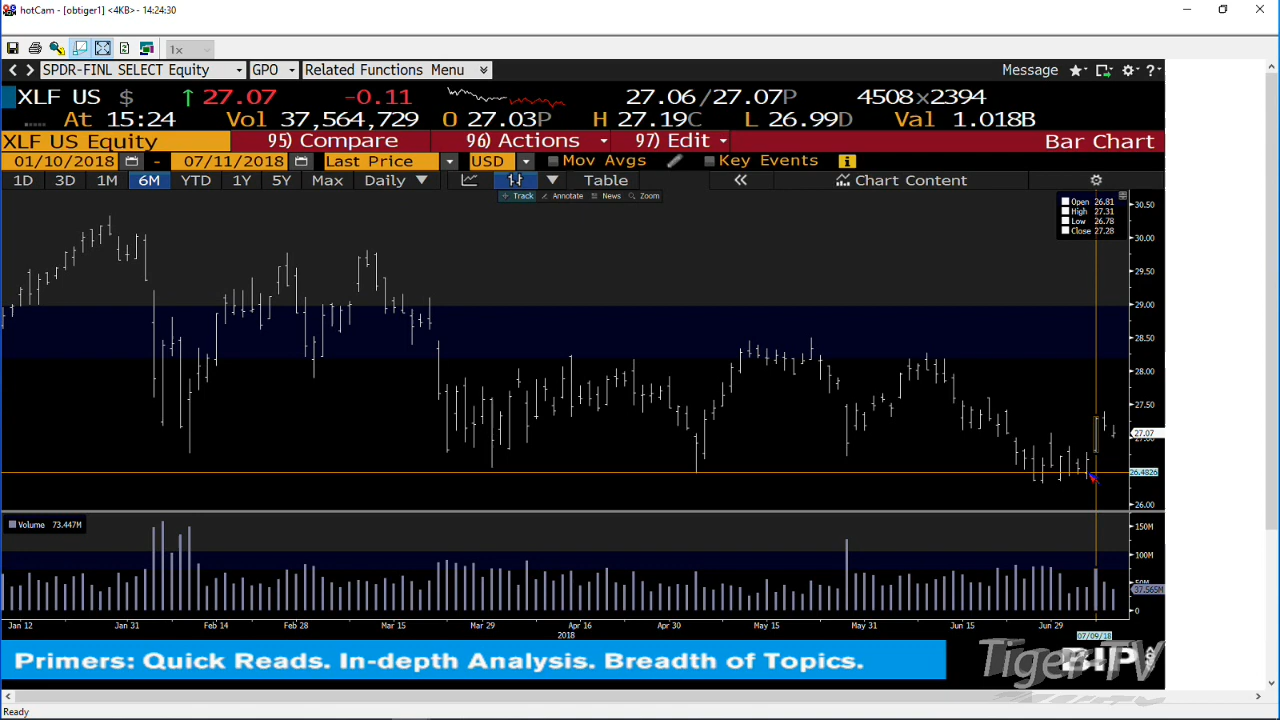 hotCam - [obtiger1] <4KB> - 14:24:30
1x
SPDR-FINL SELECT Equity GPO Related Functions Menu Message
XLF US $ ↑ 27.07 -0.11 27.06/27.07P 4508x2394
At 15:24 Vol 37,564,729 O 27.03P H 27.19C L 26.99D Val 1.018B
XLF US Equity 95) Compare 96) Actions 97) Edit Bar Chart
01/10/2018 - 07/11/2018 Last Price USD Mov Avgs Key Events
1D 3D 1M 6M YTD 1Y 5Y Max Daily Table Chart Content
Track Annotate News Zoom
Open 26.81
High 27.31
Low 26.78
Close 27.28
30.50
30.00
29.50
29.00
28.50
28.00
27.50
27.07
27.00
26.4826
26.00
Volume 73.447M
150M
100M
50M
37.565M
0
Jan 12 Jan 31 Feb 14 Feb 28 Mar 15 Mar 29 Apr 16 Apr 30 May 15 May 31 Jun 15 Jun 29
2018 07/09/18
Primers: Quick Reads. In-depth Analysis. Breadth of Topics.
BIP
Tiger-TV
Ready